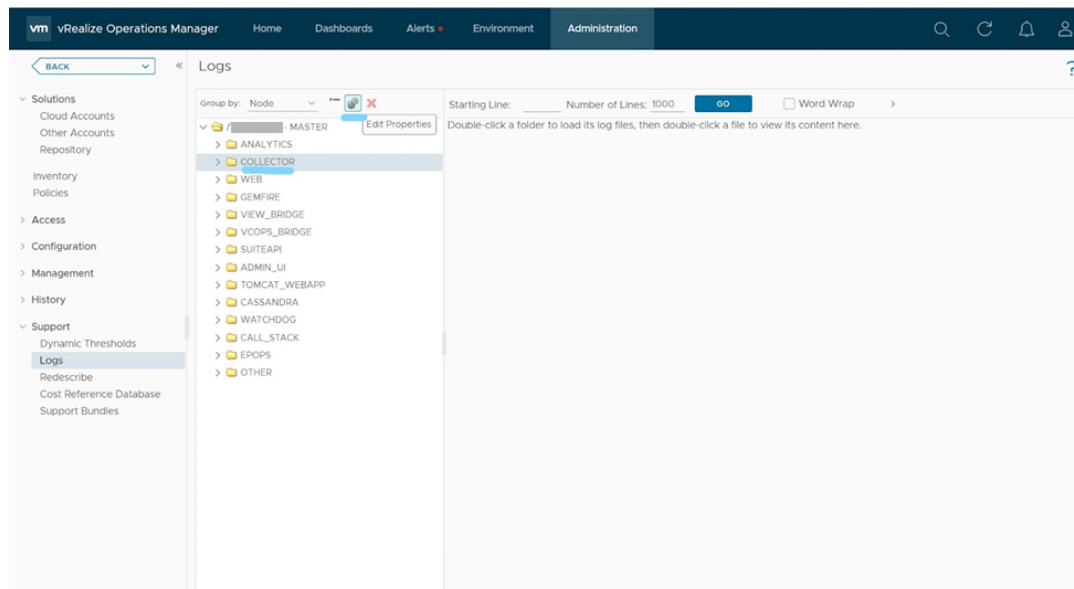 vm vRealize Operations Manager Home Dashboards Alerts Environment Administration
BACK
Logs
?
Solutions
Cloud Accounts
Other Accounts
Repository
Inventory
Policies
Access
Configuration
Management
History
Support
Dynamic Thresholds
Logs
Redescribe
Cost Reference Database
Support Bundles
Group by: Node
Edit Properties
/ - MASTER
ANALYTICS
COLLECTOR
WEB
GEMFIRE
VIEW_BRIDGE
VCOPS_BRIDGE
SUITEAPI
ADMIN_UI
TOMCAT_WEBAPP
CASSANDRA
WATCHDOG
CALL_STACK
EPOPS
OTHER
Starting Line: Number of Lines: 1000 GO Word Wrap
Double-click a folder to load its log files, then double-click a file to view its content here.